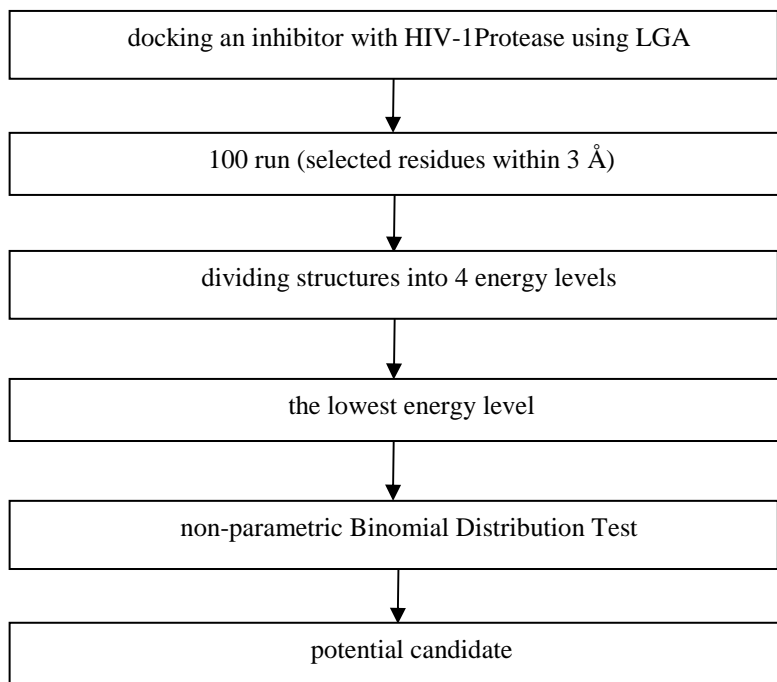 docking an inhibitor with HIV-1Protease using LGA
100 run (selected residues within 3 Å)
dividing structures into 4 energy levels
the lowest energy level
non-parametric Binomial Distribution Test
potential candidate